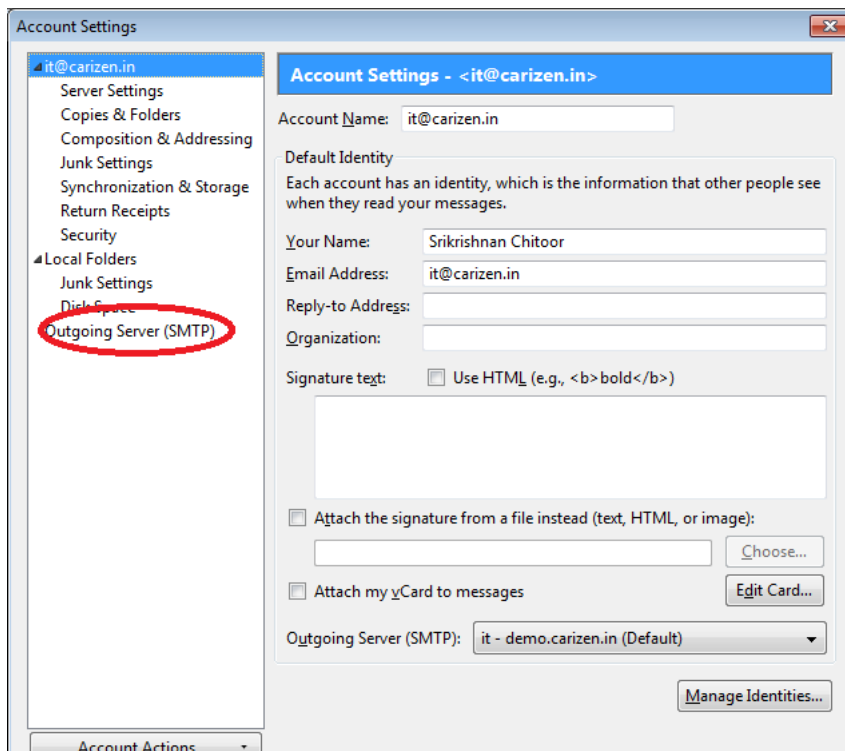 Account Settings
it@carizen.in
Server Settings
Copies & Folders
Composition & Addressing
Junk Settings
Synchronization & Storage
Return Receipts
Security
Local Folders
Junk Settings
Disk Space
Outgoing Server (SMTP)
Account Actions
Account Settings - <it@carizen.in>
Account Name: it@carizen.in
Default Identity
Each account has an identity, which is the information that other people see
when they read your messages.
Your Name: Srikrishnan Chitoor
Email Address: it@carizen.in
Reply-to Address:
Organization:
Signature text: Use HTML (e.g., <b>bold</b>)
Attach the signature from a file instead (text, HTML, or image):
Choose...
Attach my vCard to messages
Edit Card...
Outgoing Server (SMTP): it - demo.carizen.in (Default)
Manage Identities...